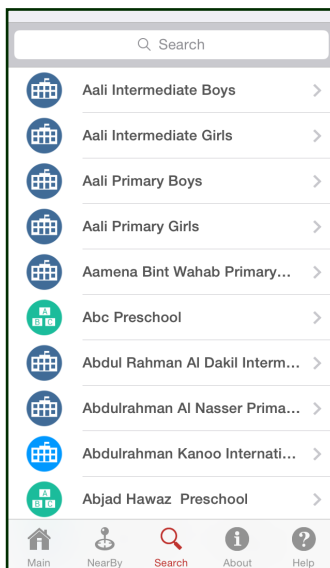 Search
Aali Intermediate Boys
Aali Intermediate Girls
Aali Primary Boys
Aali Primary Girls
Aamena Bint Wahab Primary...
A
B C
Abc Preschool
Abdul Rahman Al Dakil Interm...
Abdulrahman Al Nasser Prima...
Abdulrahman Kanoo Internati...
A
B C
Abjad Hawaz Preschool
Main NearBy Search About Help